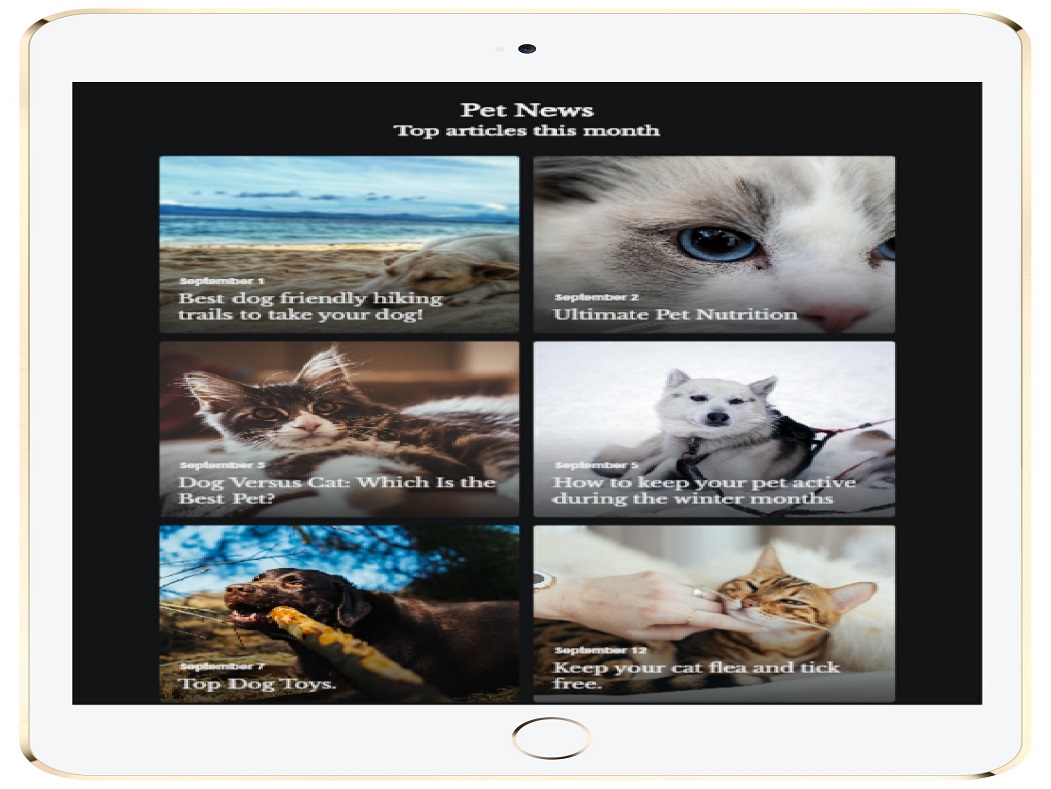 Pet News
Top articles this month
September 1
Best dog friendly hiking
trails to take your dog!
September 2
Ultimate Pet Nutrition
September 3
Dog Versus Cat: Which Is the
Best Pet?
September 5
How to keep your pet active
during the winter months
September 7
Top Dog Toys.
September 12
Keep your cat flea and tick
free.